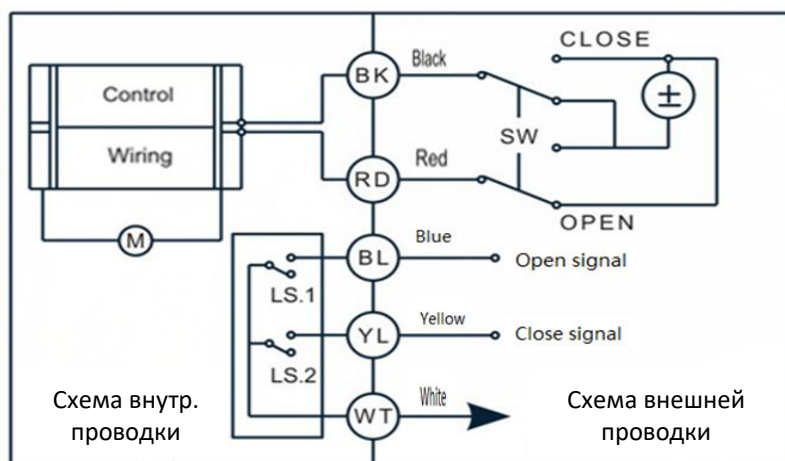 CLOSE
BK
Black
±
Control
SW
Wiring
Red
RD
OPEN
M
Blue
BL
Open signal
LS.1
Yellow
YL
Close signal
LS.2
White
WT
Схема внутр.
проводки
Схема внешней
проводки